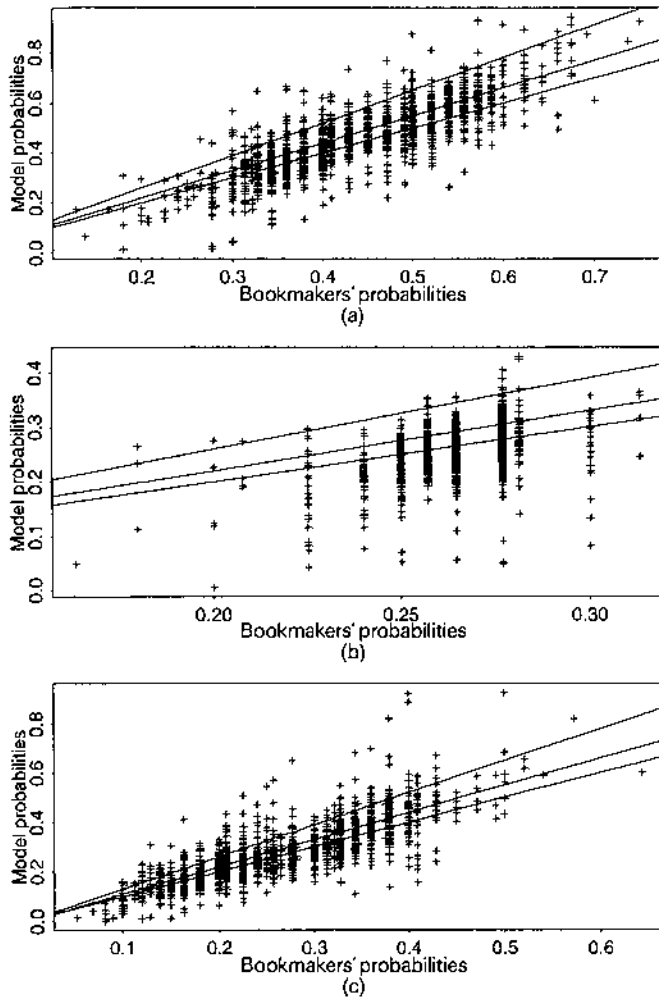 Model probabilities
0.0 0.2 0.4 0.6 0.8
0.2 0.3 0.4 0.5 0.6 0.7
Bookmakers' probabilities
(a)
Model probabilities
0.0 0.1 0.2 0.3 0.4
0.20 0.25 0.30
Bookmakers' probabilities
(b)
Model probabilities
0.0 0.2 0.4 0.6 0.8
0.1 0.2 0.3 0.4 0.5 0.6
Bookmakers' probabilities
(c)